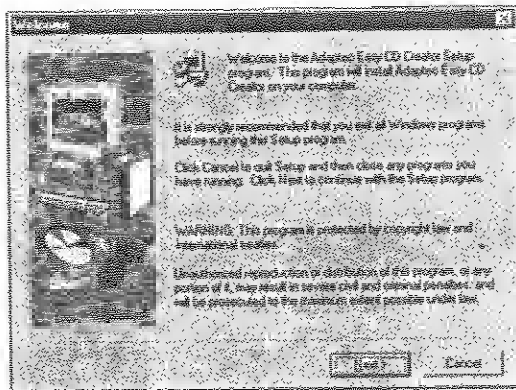 Welcome
Welcome to the Adaptec Easy CD Creator Setup
program. This program will install Adaptec Easy CD
Creator on your computer.
It is strongly recommended that you exit all Windows programs
before running this Setup program.
Click Cancel to quit Setup and then close any programs you
have running. Click Next to continue with the Setup program.
WARNING: This program is protected by copyright law and
international treaties.
Unauthorized reproduction or distribution of this program, or any
portion of it, may result in severe civil and criminal penalties, and
will be prosecuted to the maximum extent possible under law.
Next >
Cancel